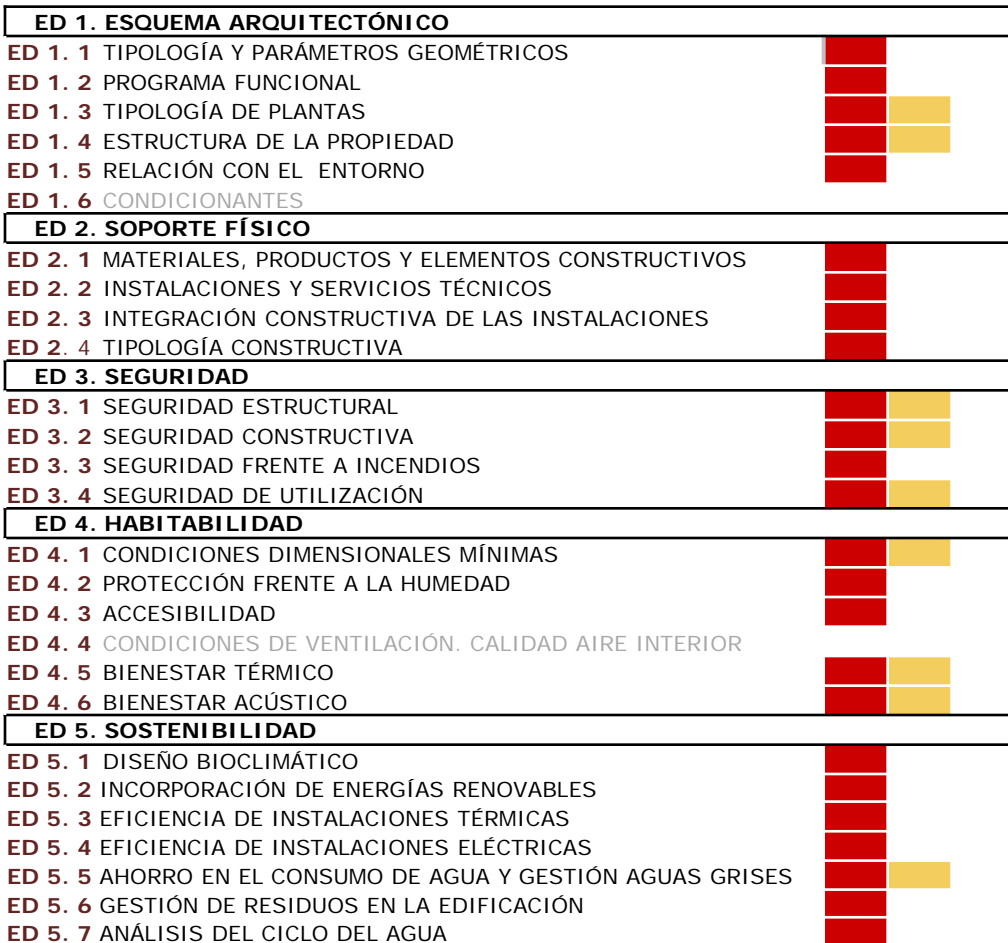 ED 1. ESQUEMA ARQUITECTÓNICO
ED 1. 1 TIPOLOGÍA Y PARÁMETROS GEOMÉTRICOS
ED 1. 2 PROGRAMA FUNCIONAL
ED 1. 3 TIPOLOGÍA DE PLANTAS
ED 1. 4 ESTRUCTURA DE LA PROPIEDAD
ED 1. 5 RELACIÓN CON EL ENTORNO
ED 1. 6 CONDICIONANTES
ED 2. SOPORTE FÍSICO
ED 2. 1 MATERIALES, PRODUCTOS Y ELEMENTOS CONSTRUCTIVOS
ED 2. 2 INSTALACIONES Y SERVICIOS TÉCNICOS
ED 2. 3 INTEGRACIÓN CONSTRUCTIVA DE LAS INSTALACIONES
ED 2. 4 TIPOLOGÍA CONSTRUCTIVA
ED 3. SEGURIDAD
ED 3. 1 SEGURIDAD ESTRUCTURAL
ED 3. 2 SEGURIDAD CONSTRUCTIVA
ED 3. 3 SEGURIDAD FRENTE A INCENDIOS
ED 3. 4 SEGURIDAD DE UTILIZACIÓN
ED 4. HABITABILIDAD
ED 4. 1 CONDICIONES DIMENSIONALES MÍNIMAS
ED 4. 2 PROTECCIÓN FRENTE A LA HUMEDAD
ED 4. 3 ACCESIBILIDAD
ED 4. 4 CONDICIONES DE VENTILACIÓN. CALIDAD AIRE INTERIOR
ED 4. 5 BIENESTAR TÉRMICO
ED 4. 6 BIENESTAR ACÚSTICO
ED 5. SOSTENIBILIDAD
ED 5. 1 DISEÑO BIOCLIMÁTICO
ED 5. 2 INCORPORACIÓN DE ENERGÍAS RENOVABLES
ED 5. 3 EFICIENCIA DE INSTALACIONES TÉRMICAS
ED 5. 4 EFICIENCIA DE INSTALACIONES ELÉCTRICAS
ED 5. 5 AHORRO EN EL CONSUMO DE AGUA Y GESTIÓN AGUAS GRISES
ED 5. 6 GESTIÓN DE RESIDUOS EN LA EDIFICACIÓN
ED 5. 7 ANÁLISIS DEL CICLO DEL AGUA